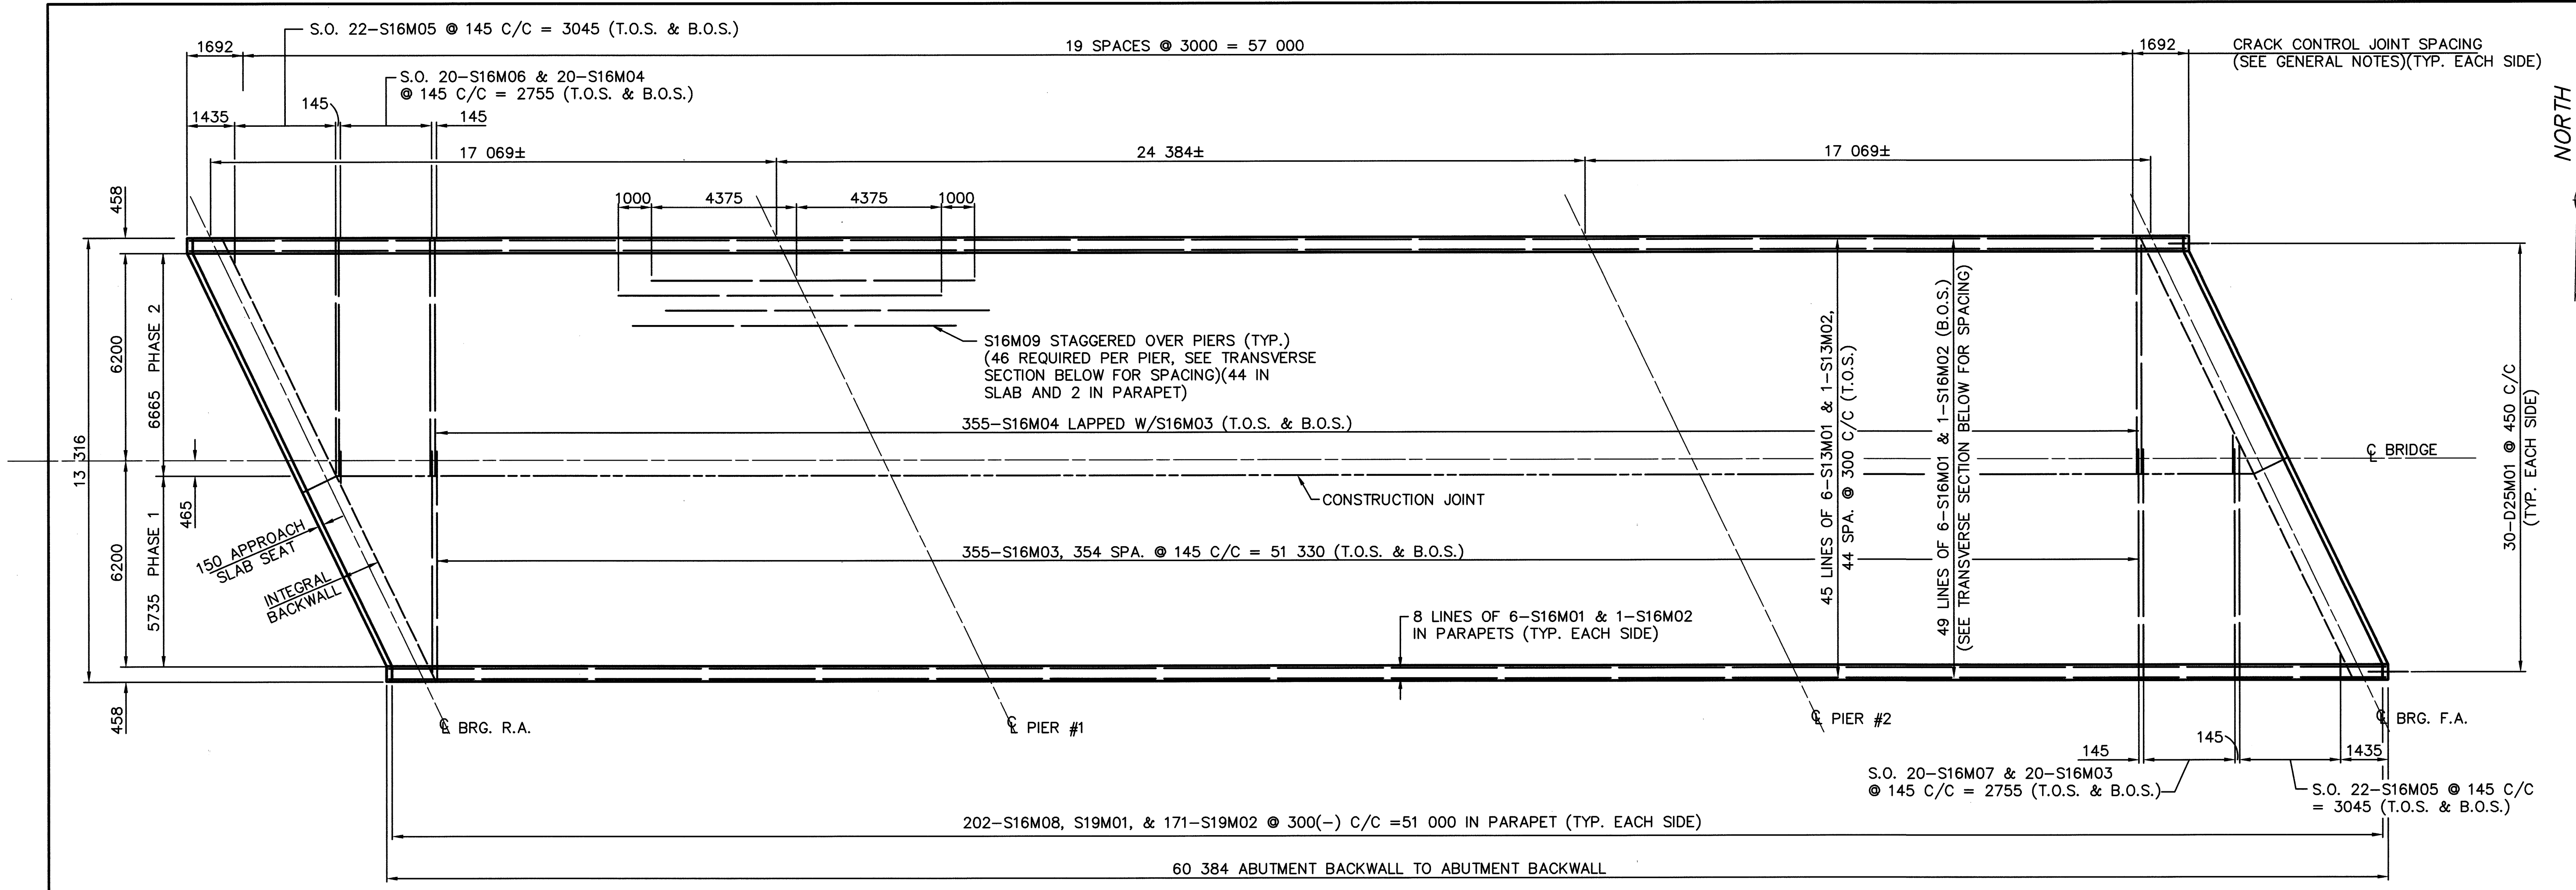 S.O. 22-S16M05 @ 145 C/C = 3045 (T.O.S. & B.O.S.)
1692
19 SPACES @ 3000 = 57 000
1692
CRACK CONTROL JOINT SPACING
(SEE GENERAL NOTES)(TYP. EACH SIDE)
NORTH
S.O. 20-S16M06 & 20-S16M04
@ 145 C/C = 2755 (T.O.S. & B.O.S.)
145
1435
145
17 069±
24 384±
17 069±
458
1000
4375
4375
1000
S16M09 STAGGERED OVER PIERS (TYP.)
(46 REQUIRED PER PIER, SEE TRANSVERSE
SECTION BELOW FOR SPACING)(44 IN
SLAB AND 2 IN PARAPET)
13 316
6200
6665 PHASE 2
465
6200
5735 PHASE 1
458
355-S16M04 LAPPED W/S16M03 (T.O.S. & B.O.S.)
CONSTRUCTION JOINT
355-S16M03, 354 SPA. @ 145 C/C = 51 330 (T.O.S. & B.O.S.)
45 LINES OF 6-S13M01 & 1-S13M02,
44 SPA. @ 300 C/C (T.O.S.)
49 LINES OF 6-S16M01 & 1-S16M02 (B.O.S.)
(SEE TRANSVERSE SECTION BELOW FOR SPACING)
℄ BRIDGE
30-D25M01 @ 450 C/C
(TYP. EACH SIDE)
150 APPROACH
SLAB SEAT
INTEGRAL
BACKWALL
8 LINES OF 6-S16M01 & 1-S16M02
IN PARAPETS (TYP. EACH SIDE)
℄ BRG. R.A.
℄ PIER #1
℄ PIER #2
℄ BRG. F.A.
145
145
1435
S.O. 20-S16M07 & 20-S16M03
@ 145 C/C = 2755 (T.O.S. & B.O.S.)
S.O. 22-S16M05 @ 145 C/C
= 3045 (T.O.S. & B.O.S.)
202-S16M08, S19M01, & 171-S19M02 @ 300(-) C/C =51 000 IN PARAPET (TYP. EACH SIDE)
60 384 ABUTMENT BACKWALL TO ABUTMENT BACKWALL